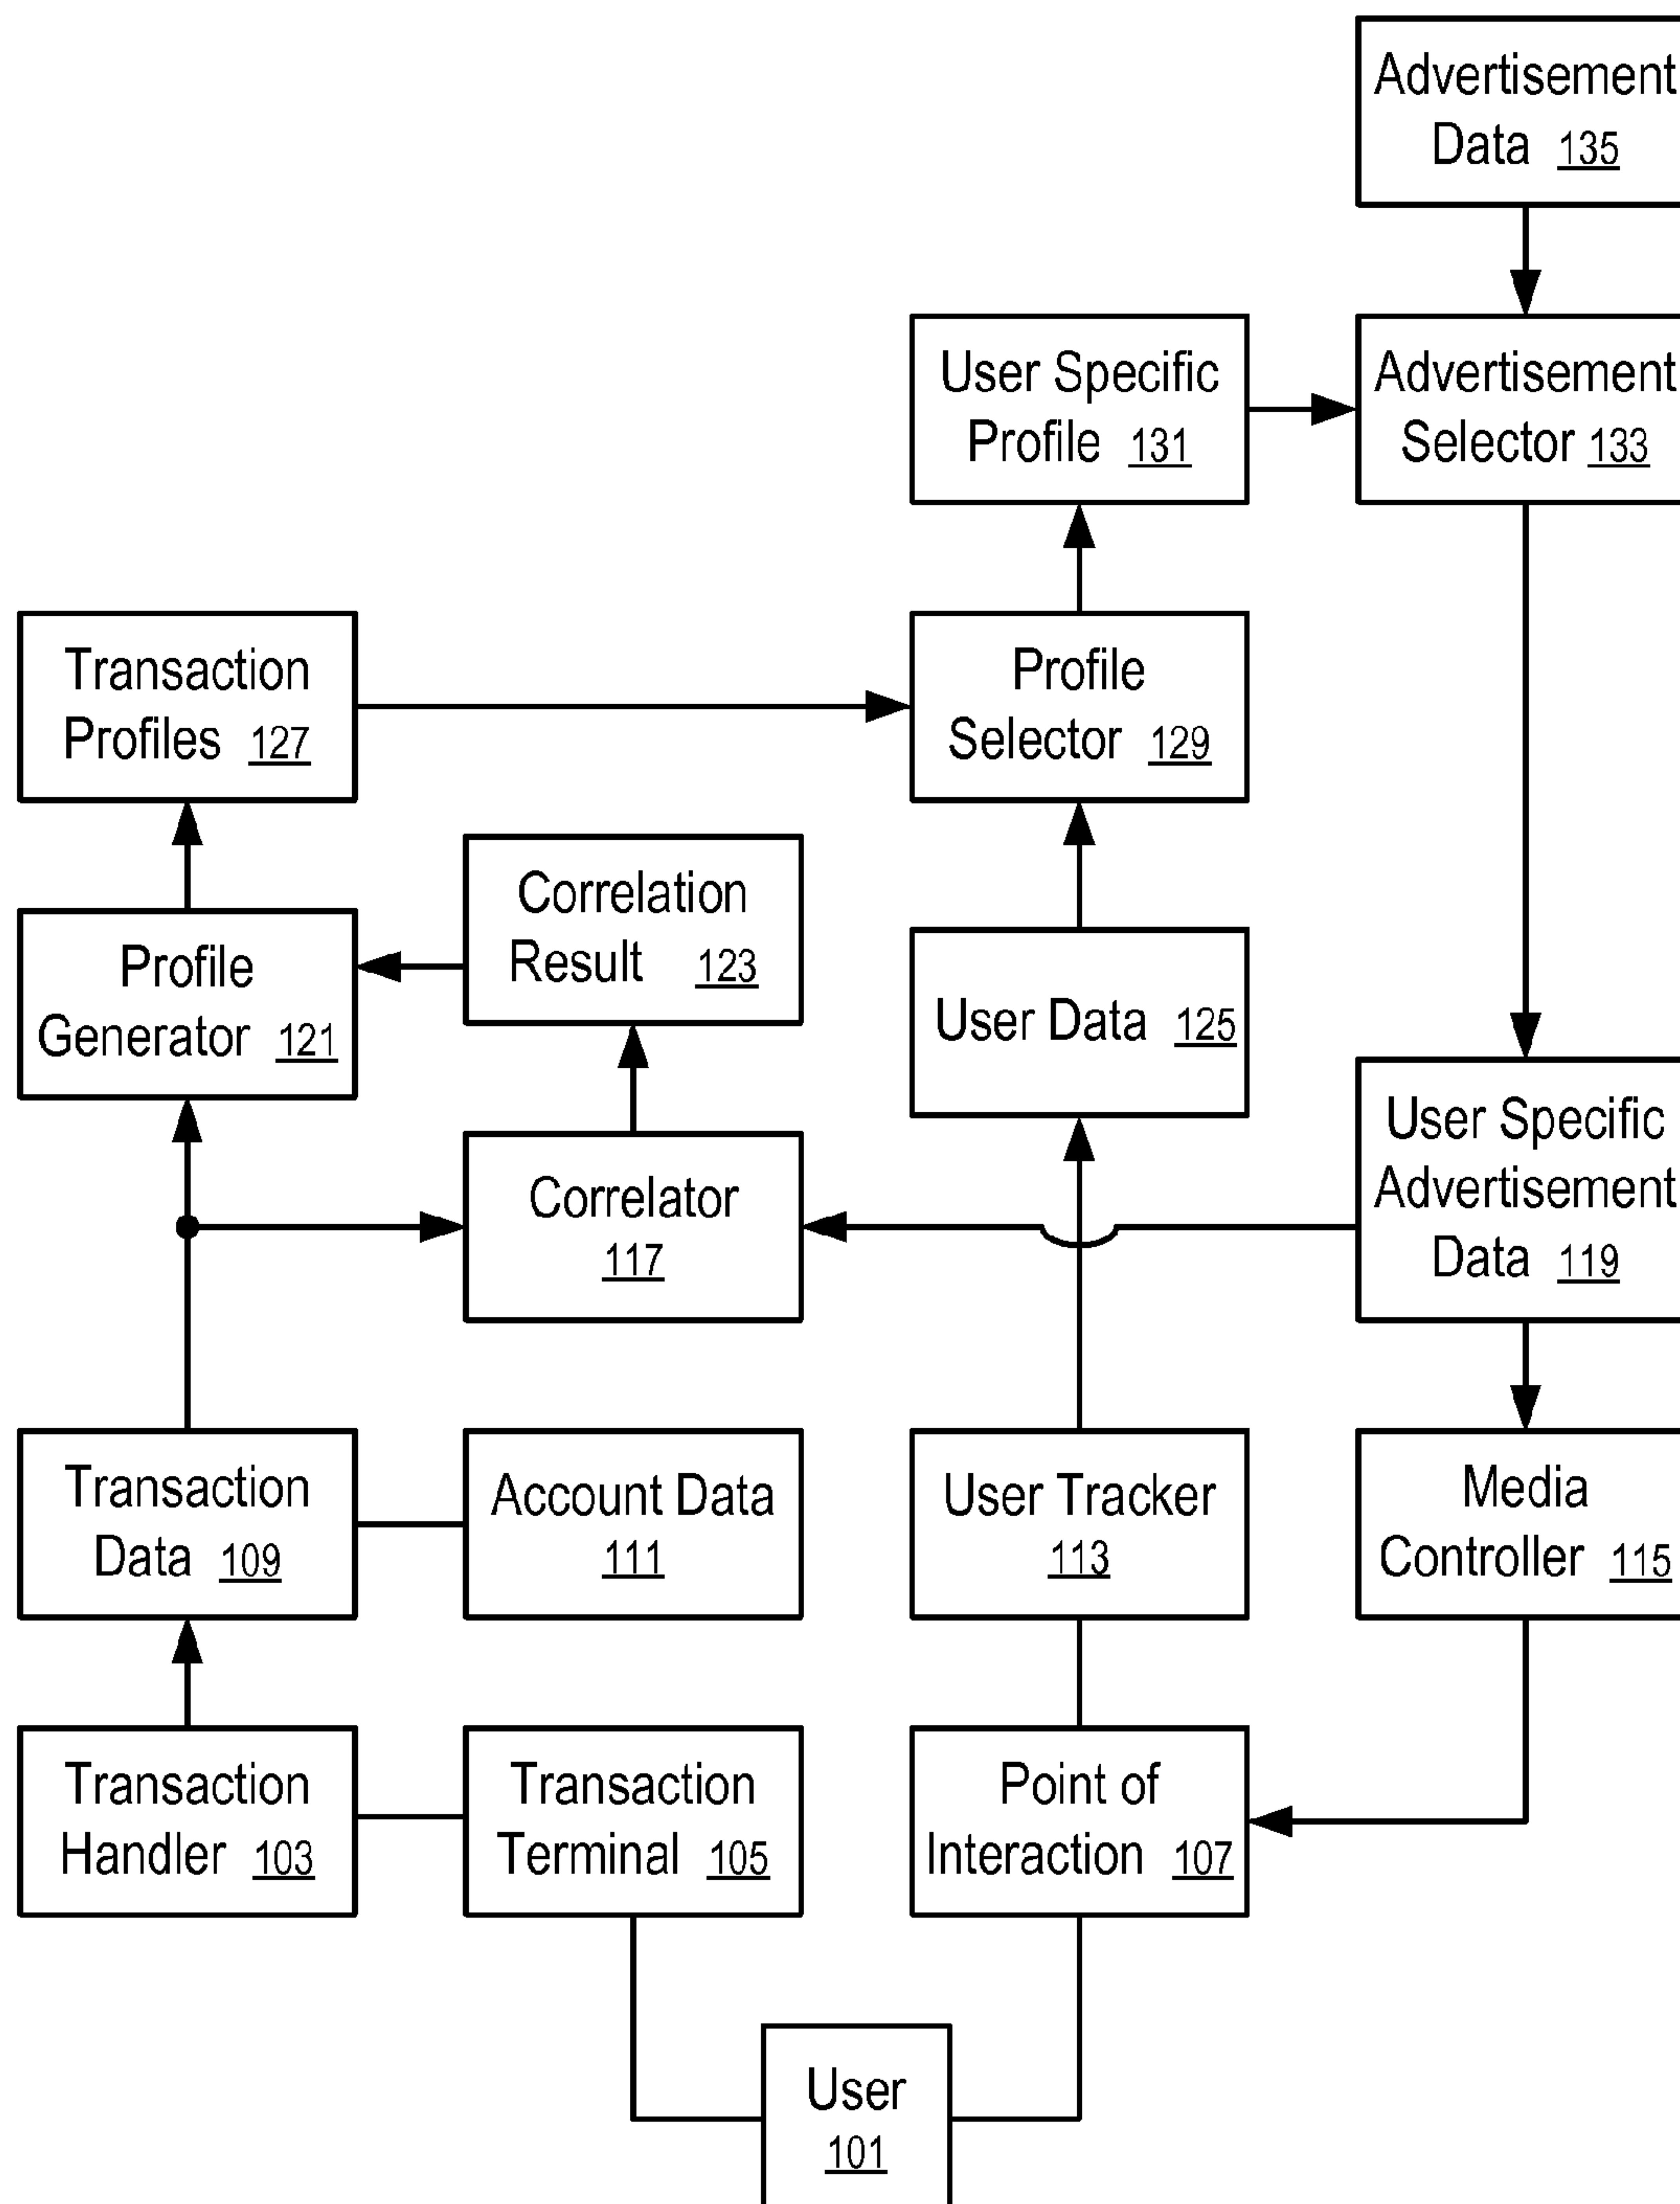 Advertisement
Data 135
User Specific
Profile 131
Advertisement
Selector 133
Transaction
Profiles 127
Profile
Selector 129
Correlation
Result 123
Profile
Generator 121
User Data 125
User Specific
Advertisement
Data 119
Correlator
117
Transaction
Data 109
Account Data
111
User Tracker
113
Media
Controller 115
Transaction
Handler 103
Transaction
Terminal 105
Point of
Interaction 107
User
101